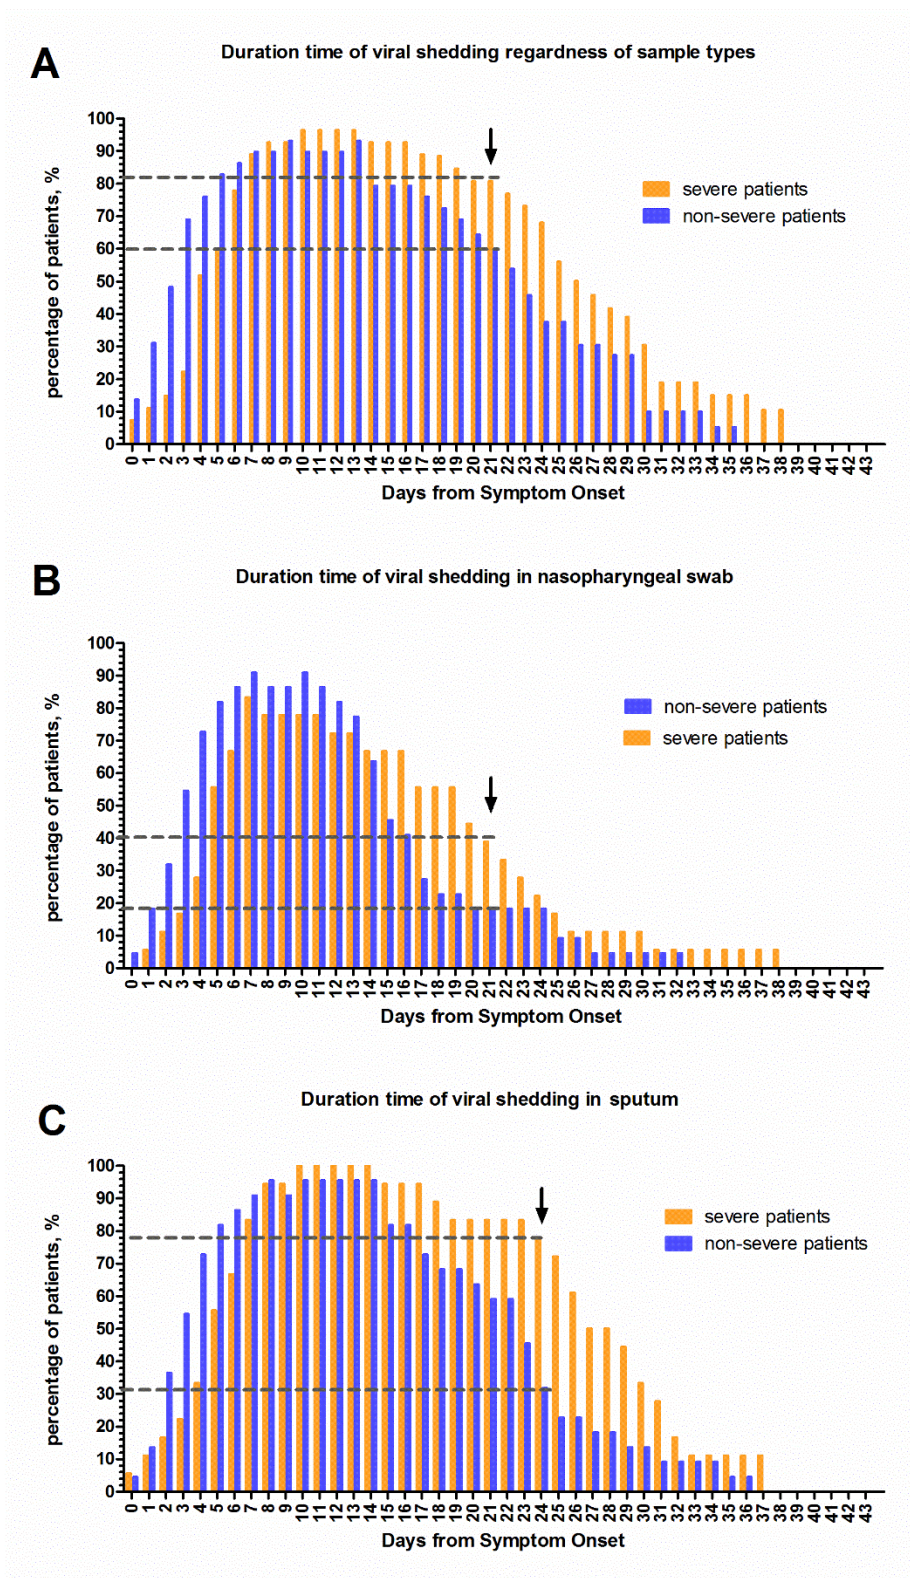 A
Duration time of viral shedding regardness of sample types
percentage of patients, %
100
90
80
70
60
50
40
30
20
10
0
severe patients
non-severe patients
0 1 2 3 4 5 6 7 8 9 10 11 12 13 14 15 16 17 18 19 20 21 22 23 24 25 26 27 28 29 30 31 32 33 34 35 36 37 38 39 40 41 42 43
Days from Symptom Onset
B
Duration time of viral shedding in nasopharyngeal swab
percentage of patients, %
100
90
80
70
60
50
40
30
20
10
0
non-severe patients
severe patients
0 1 2 3 4 5 6 7 8 9 10 11 12 13 14 15 16 17 18 19 20 21 22 23 24 25 26 27 28 29 30 31 32 33 34 35 36 37 38 39 40 41 42 43
Days from Symptom Onset
C
Duration time of viral shedding in sputum
percentage of patients, %
100
90
80
70
60
50
40
30
20
10
0
severe patients
non-severe patients
0 1 2 3 4 5 6 7 8 9 10 11 12 13 14 15 16 17 18 19 20 21 22 23 24 25 26 27 28 29 30 31 32 33 34 35 36 37 38 39 40 41 42 43
Days from Symptom Onset